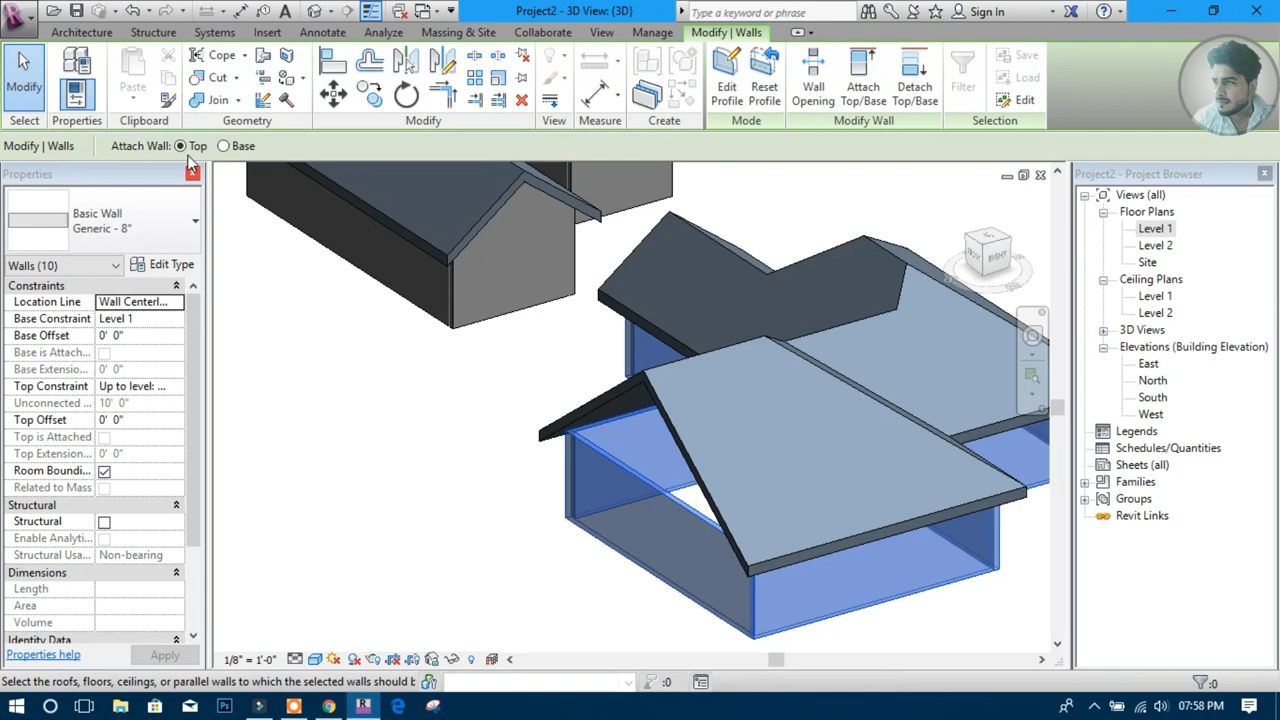 Project2 - 3D View: {3D}
Type a keyword or phrase
Sign In
Architecture Structure Systems Insert Annotate Analyze Massing & Site Collaborate View Manage Modify | Walls
Modify
Paste
Cope
Cut
Join
Edit Profile
Reset Profile
Wall Opening
Attach Top/Base
Detach Top/Base
Filter
Save
Load
Edit
Select Properties Clipboard Geometry Modify View Measure Create Mode Modify Wall Selection
Modify | Walls Attach Wall: Top Base
Properties
Basic Wall
Generic - 8"
Walls (10) Edit Type
Constraints
Location Line Wall Centerl...
Base Constraint Level 1
Base Offset 0' 0"
Base is Attach...
Base Extensio... 0' 0"
Top Constraint Up to level: ...
Unconnected ... 10' 0"
Top Offset 0' 0"
Top is Attached
Top Extension... 0' 0"
Room Boundi...
Related to Mass
Structural
Structural
Enable Analyti...
Structural Usa... Non-bearing
Dimensions
Length
Area
Volume
Identity Data
Properties help Apply
RIGHT
Project2 - Project Browser
Views (all)
Floor Plans
Level 1
Level 2
Site
Ceiling Plans
Level 1
Level 2
3D Views
Elevations (Building Elevation)
East
North
South
West
Legends
Schedules/Quantities
Sheets (all)
Families
Groups
Revit Links
1/8" = 1'-0"
Select the roofs, floors, ceilings, or parallel walls to which the selected walls should b
:0
:0
07:58 PM